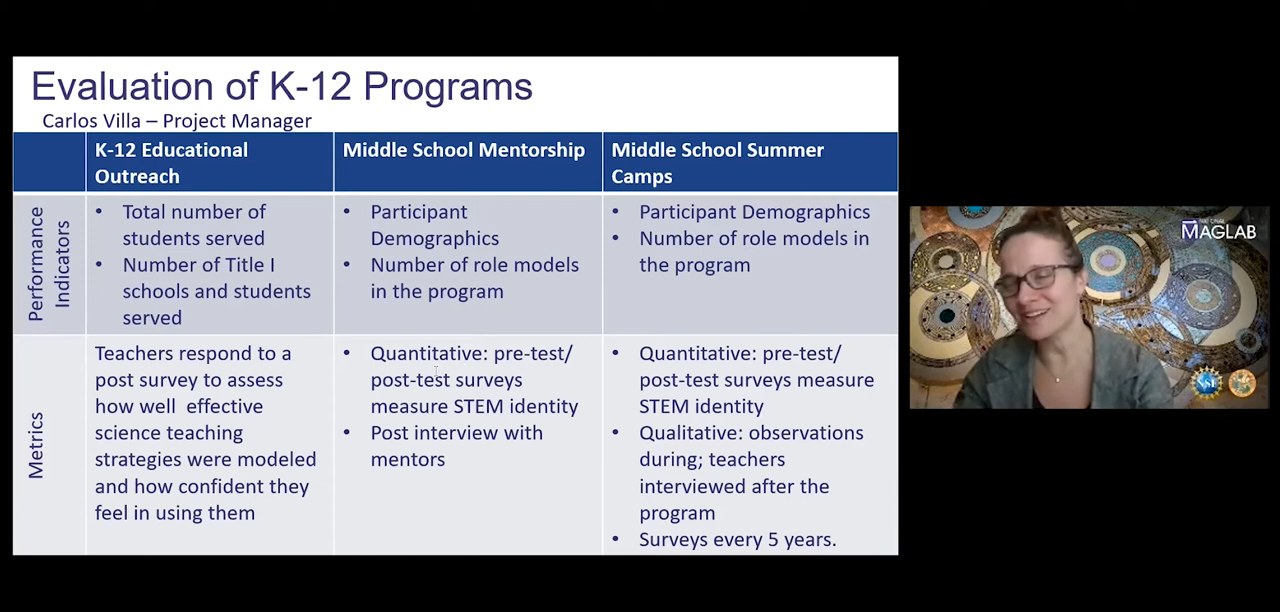 Evaluation of K-12 Programs
Carlos Villa – Project Manager
K-12 Educational
Outreach
Middle School Mentorship
Middle School Summer
Camps
Performance
Indicators
• Total number of
students served
• Number of Title I
schools and students
served
• Participant
Demographics
• Number of role models
in the program
• Participant Demographics
• Number of role models in
the program
Metrics
Teachers respond to a
post survey to assess
how well effective
science teaching
strategies were modeled
and how confident they
feel in using them
• Quantitative: pre-test/
post-test surveys
measure STEM identity
• Post interview with
mentors
• Quantitative: pre-test/
post-test surveys measure
STEM identity
• Qualitative: observations
during; teachers
interviewed after the
program
• Surveys every 5 years.
NATIONAL
MAGLAB
NSF